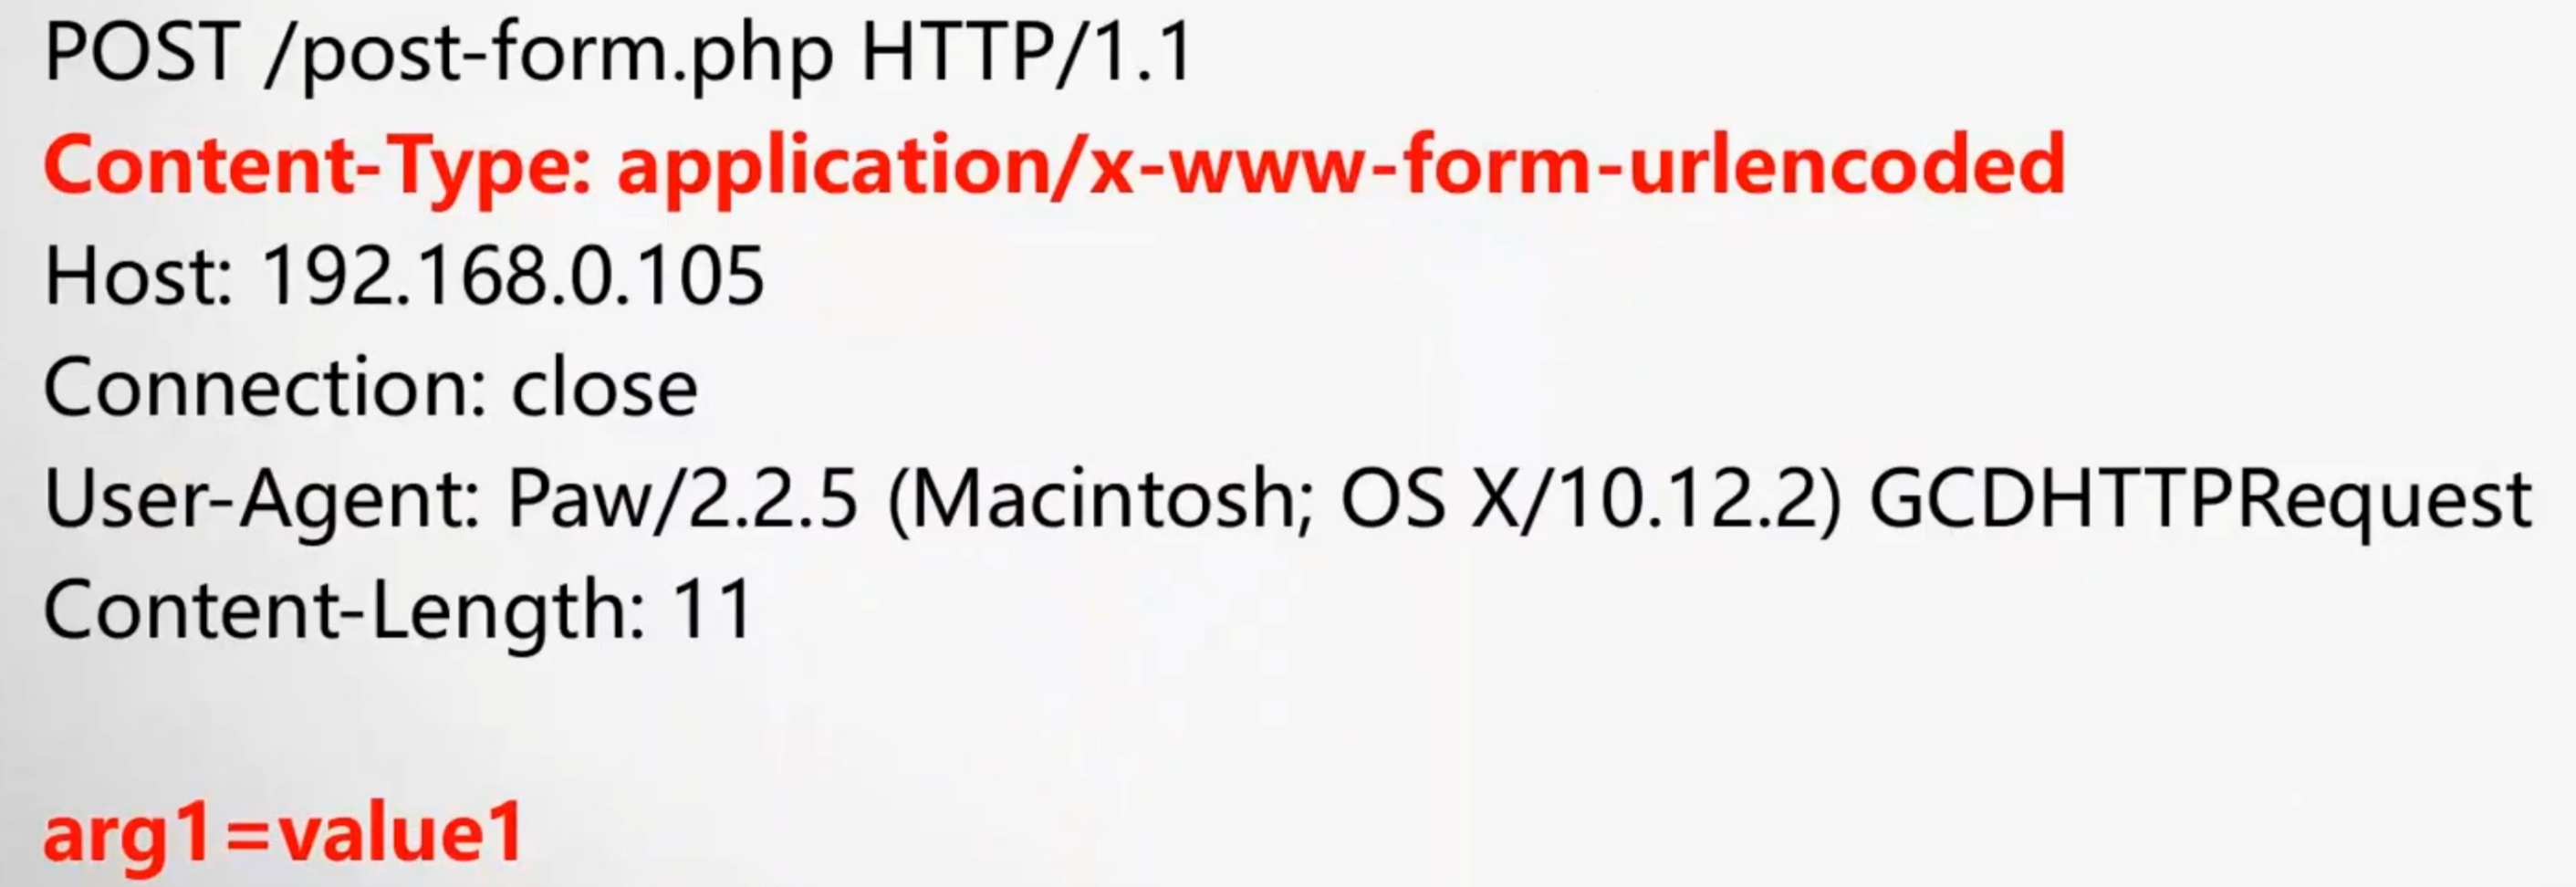 POST /post-form.php HTTP/1.1
Content-Type: application/x-www-form-urlencoded
Host: 192.168.0.105
Connection: close
User-Agent: Paw/2.2.5 (Macintosh; OS X/10.12.2) GCDHTTPRequest
Content-Length: 11
arg1=value1